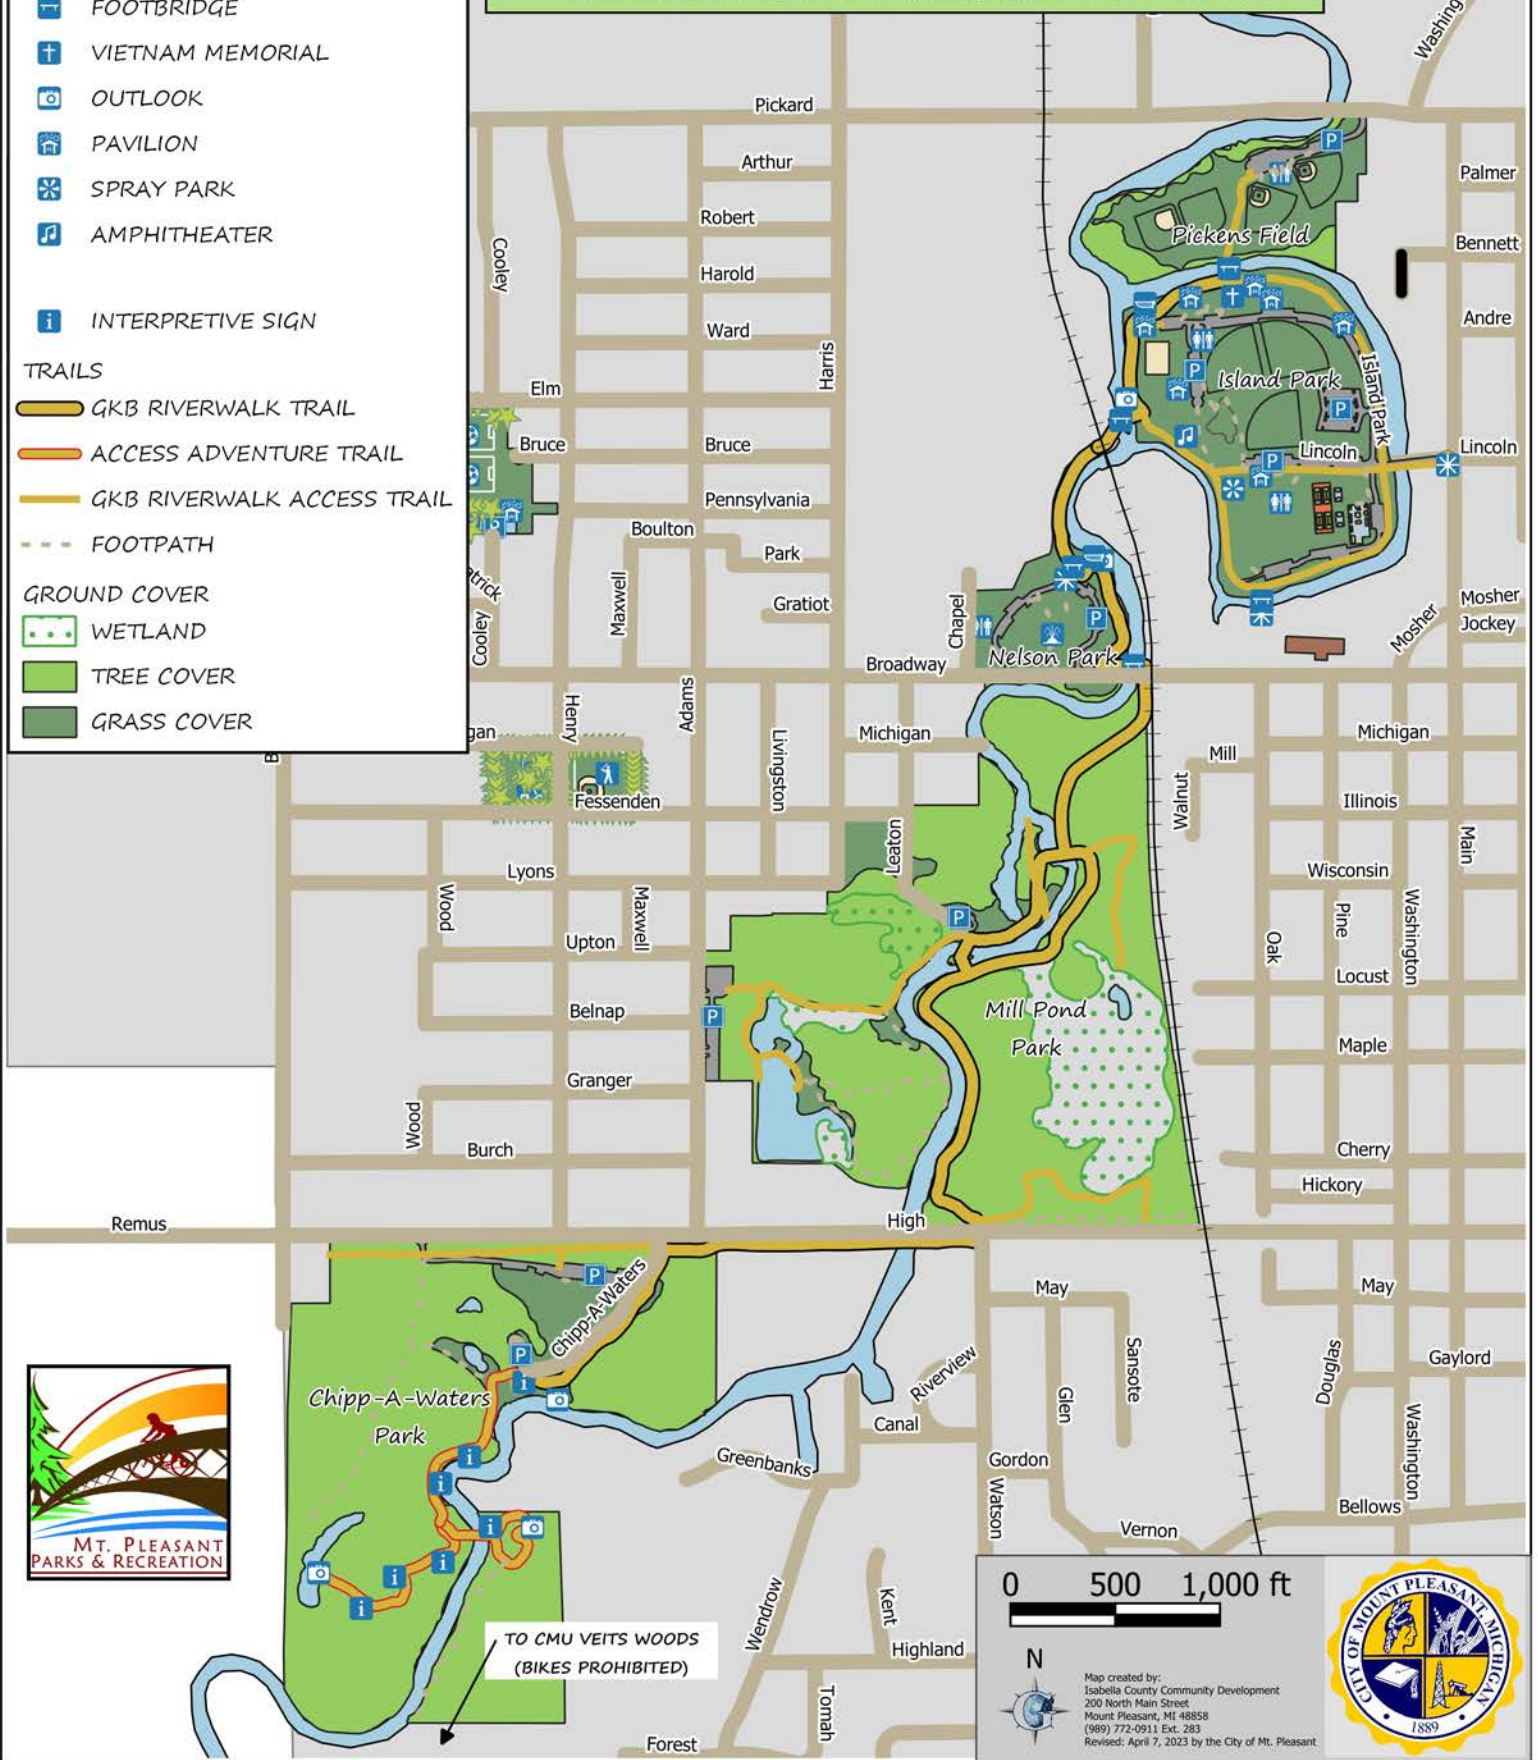 FOOTBRIDGE
VIETNAM MEMORIAL
OUTLOOK
PAVILION
SPRAY PARK
AMPHITHEATER
INTERPRETIVE SIGN
TRAILS
GKB RIVERWALK TRAIL
ACCESS ADVENTURE TRAIL
GKB RIVERWALK ACCESS TRAIL
FOOTPATH
GROUND COVER
WETLAND
TREE COVER
GRASS COVER
Pickard
Arthur
Robert
Harold
Ward
Elm
Bruce
Bruce
Pennsylvania
Boulton
Park
Gratiot
Cooley
Harris
Cooley
Maxwell
Chapel
Broadway
Palmer
Bennett
Andre
Lincoln
Lincoln
Mosher
Mosher
Jockey
Pickens Field
Island Park
Island Park
P
P
P
P
Nelson Park
P
Henry
Adams
Michigan
Livingston
Fessenden
Lyons
Leaton
Wood
Maxwell
Upton
Belnap
Granger
Wood
Burch
Remus
High
P
P
Mill Pond
Park
Mill
Walnut
Michigan
Illinois
Main
Wisconsin
Pine
Washington
Oak
Locust
Maple
Cherry
Hickory
P
Chipp-A-Waters
P
Chipp-A-Waters
Park
May
May
Glen
Sansote
Douglas
Gaylord
Riverview
Canal
Greenbanks
Gordon
Watson
Washington
Bellows
Vernon
Wendrow
Kent
Highland
Tomah
Forest
TO CMU VEITS WOODS
(BIKES PROHIBITED)
MT. PLEASANT
PARKS & RECREATION
0 500 1,000 ft
N
Map created by:
Isabella County Community Development
200 North Main Street
Mount Pleasant, MI 48858
(989) 772-0911 Ext. 283
Revised: April 7, 2023 by the City of Mt. Pleasant
CITY OF MOUNT PLEASANT, MICHIGAN
1889